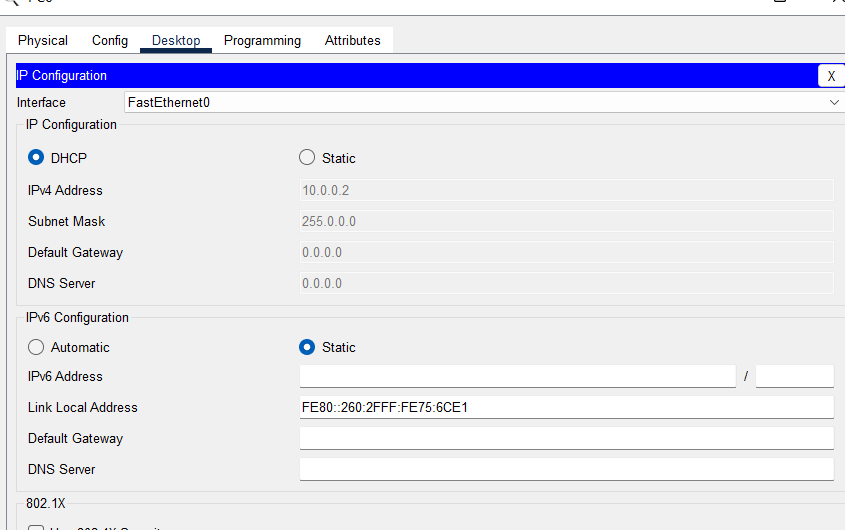 Physical Config Desktop Programming Attributes
IP Configuration X
Interface FastEthernet0
IP Configuration
DHCP Static
IPv4 Address 10.0.0.2
Subnet Mask 255.0.0.0
Default Gateway 0.0.0.0
DNS Server 0.0.0.0
IPv6 Configuration
Automatic Static
IPv6 Address /
Link Local Address FE80::260:2FFF:FE75:6CE1
Default Gateway
DNS Server
802.1X